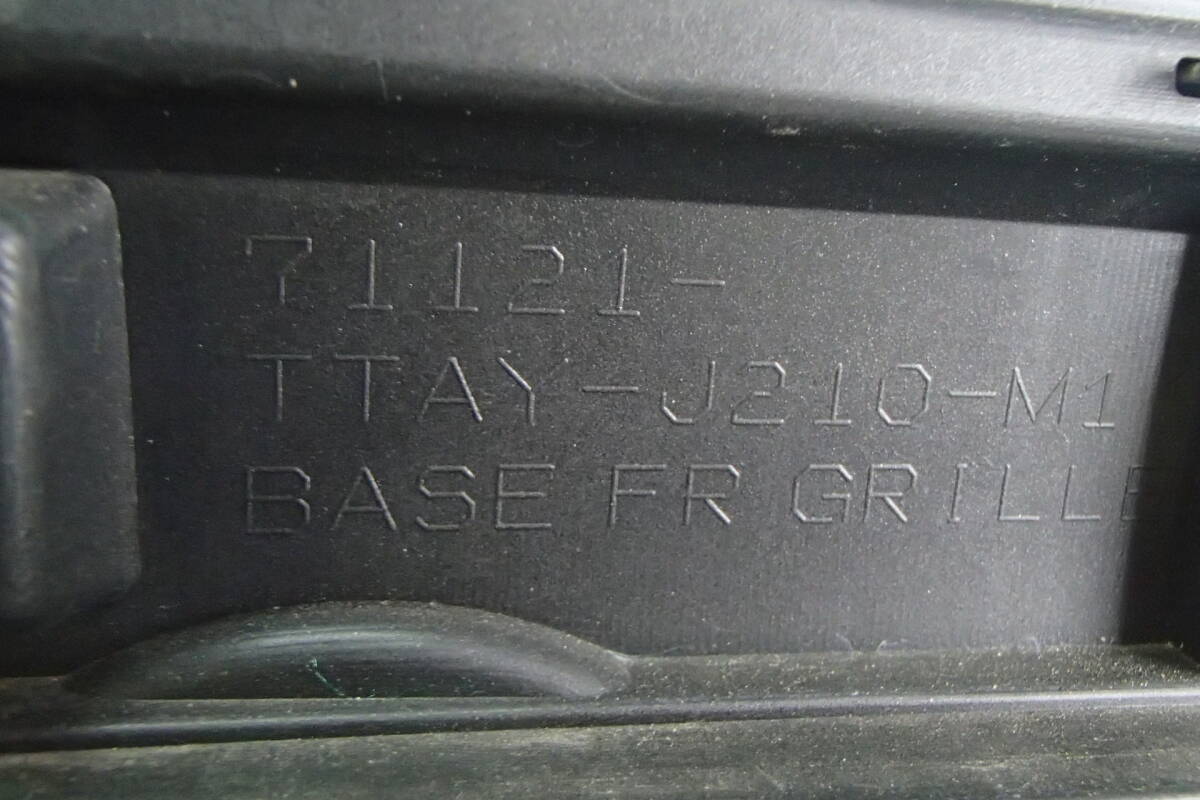 71121-
TTAY-J210-M1
BASE FR GRILLE